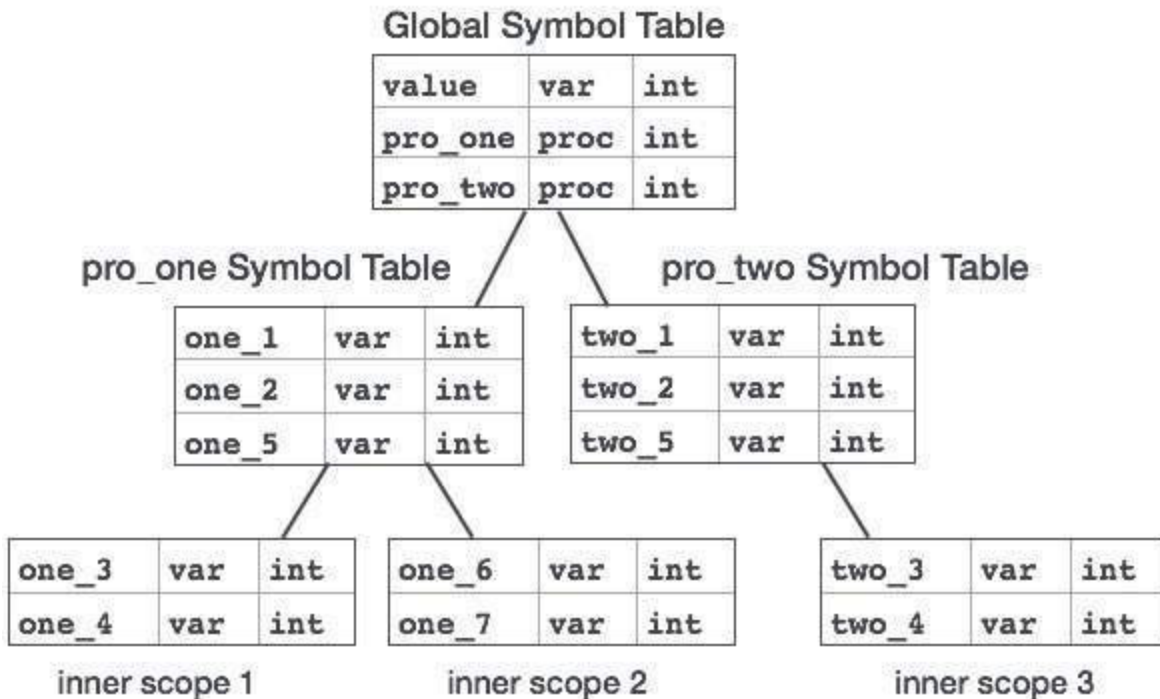 Global Symbol Table
value var int
pro_one proc int
pro_two proc int
pro_one Symbol Table
one_1 var int
one_2 var int
one_5 var int
pro_two Symbol Table
two_1 var int
two_2 var int
two_5 var int
one_3 var int
one_4 var int
inner scope 1
one_6 var int
one_7 var int
inner scope 2
two_3 var int
two_4 var int
inner scope 3